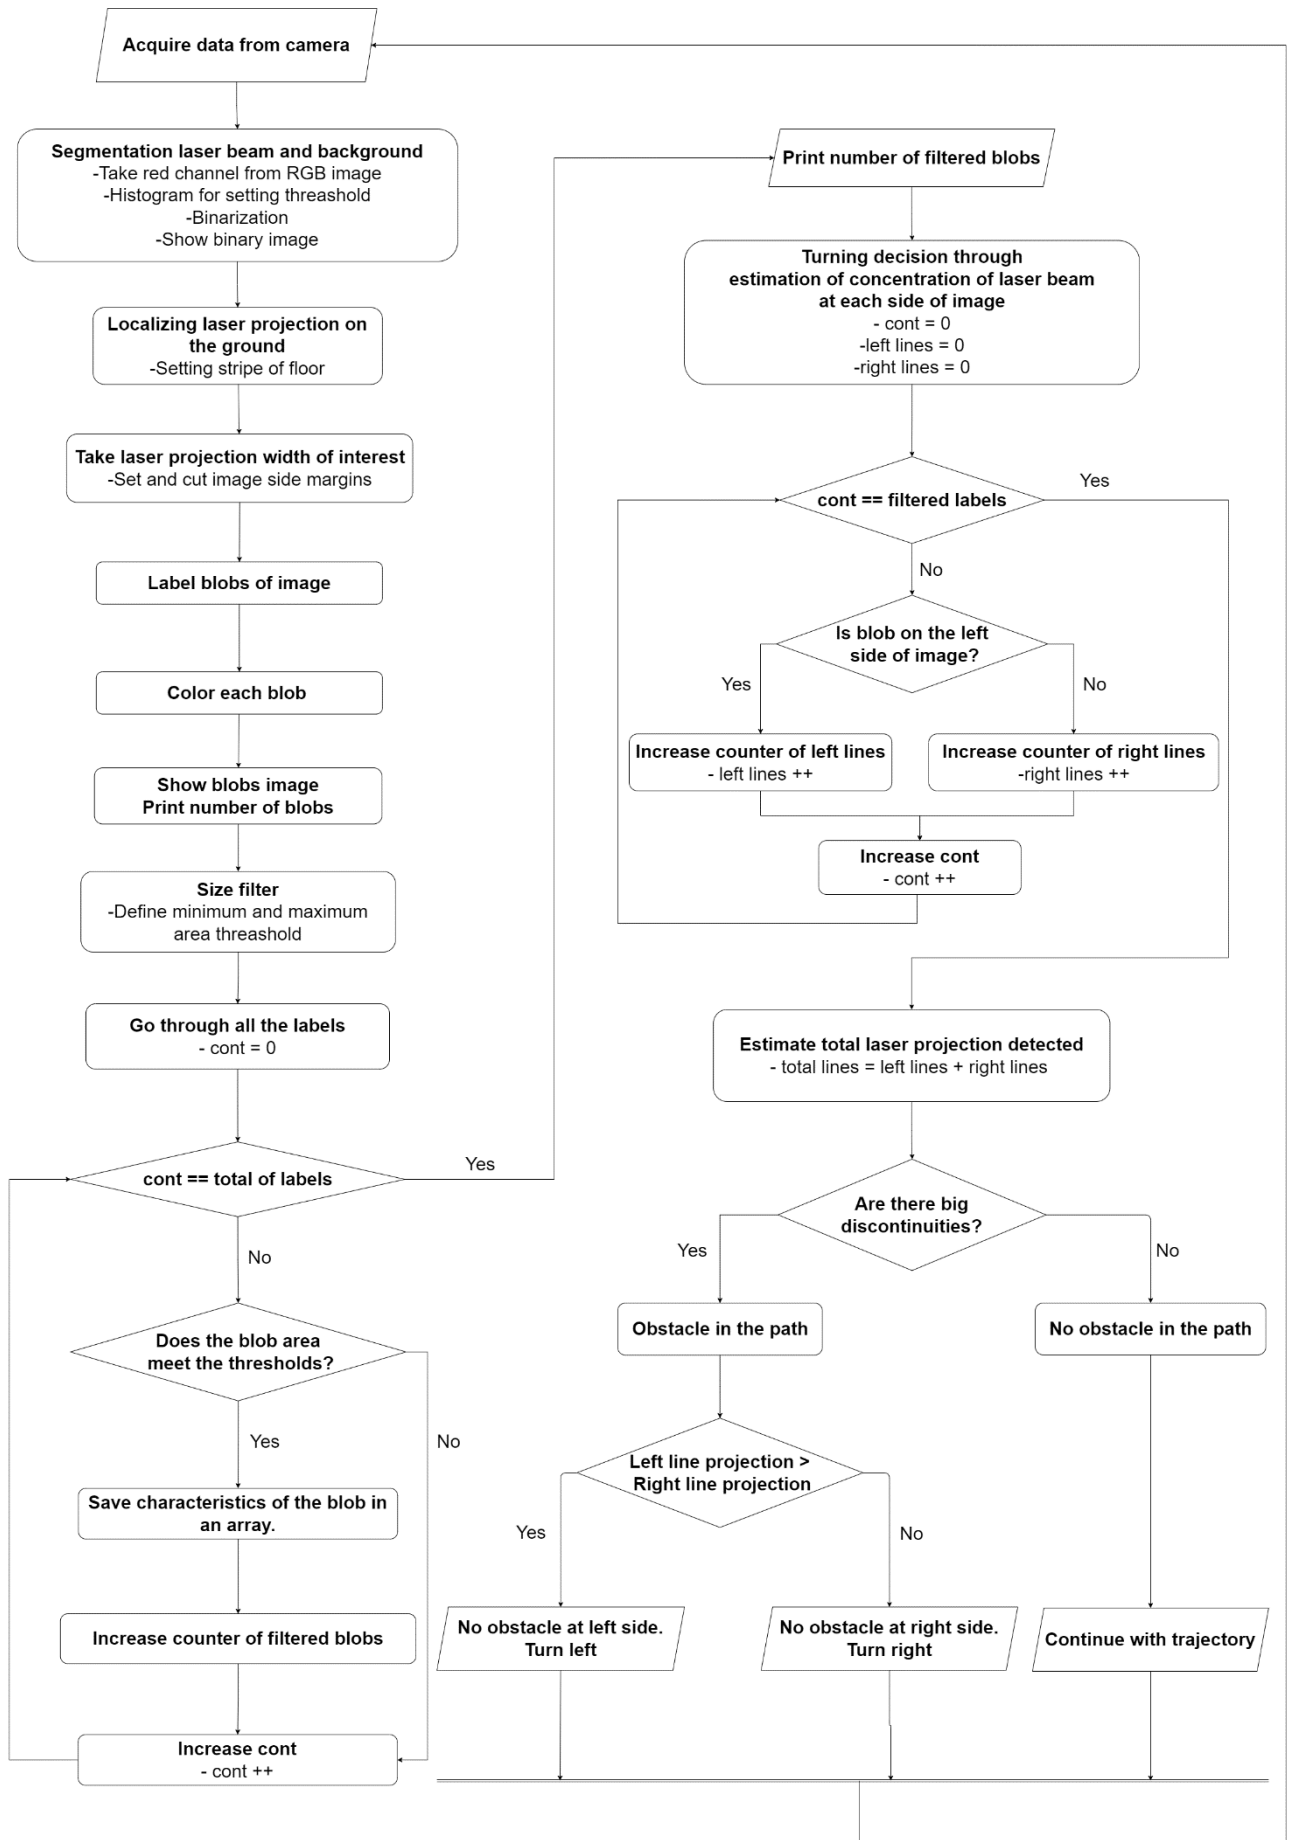 Acquire data from camera
Segmentation laser beam and background
-Take red channel from RGB image
-Histogram for setting threashold
-Binarization
-Show binary image
Localizing laser projection on
the ground
-Setting stripe of floor
Take laser projection width of interest
-Set and cut image side margins
Label blobs of image
Color each blob
Show blobs image
Print number of blobs
Size filter
-Define minimum and maximum
area threashold
Go through all the labels
- cont = 0
cont == total of labels
Yes
No
Does the blob area
meet the thresholds?
Yes
No
Save characteristics of the blob in
an array.
Increase counter of filtered blobs
Increase cont
- cont ++
Print number of filtered blobs
Turning decision through
estimation of concentration of laser beam
at each side of image
- cont = 0
-left lines = 0
-right lines = 0
cont == filtered labels
Yes
No
Is blob on the left
side of image?
Yes
No
Increase counter of left lines
- left lines ++
Increase counter of right lines
-right lines ++
Increase cont
- cont ++
Estimate total laser projection detected
- total lines = left lines + right lines
Are there big
discontinuities?
Yes
No
Obstacle in the path
No obstacle in the path
Left line projection >
Right line projection
Yes
No
No obstacle at left side.
Turn left
No obstacle at right side.
Turn right
Continue with trajectory